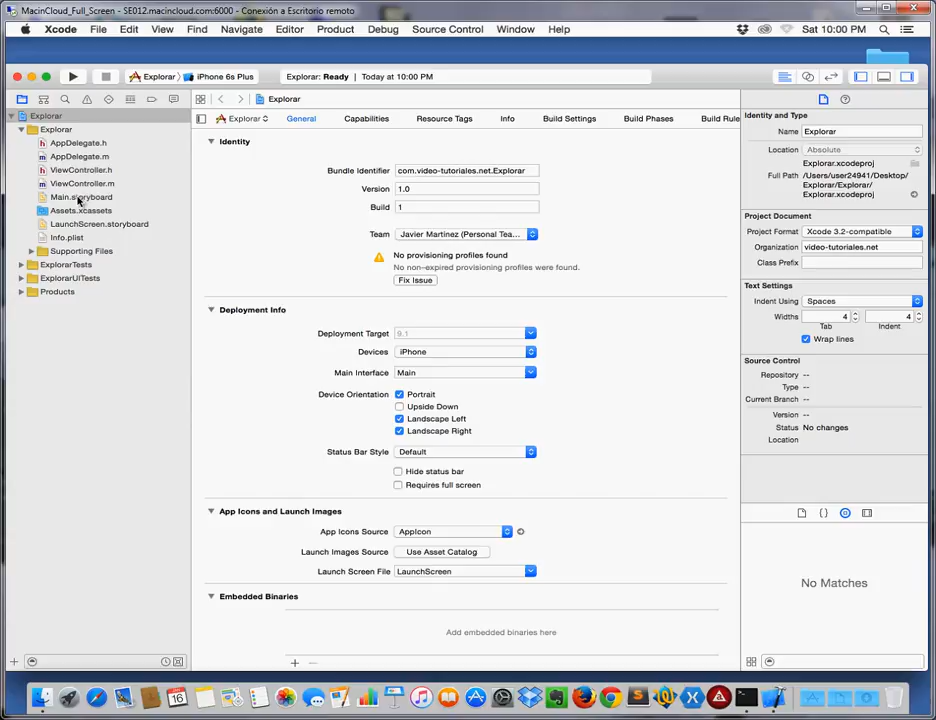 MacinCloud_Full_Screen - SE012.macincloud.com:6000 - Conexión a Escritorio remoto
Xcode File Edit View Find Navigate Editor Product Debug Source Control Window Help Sat 10:00 PM
Explorar iPhone 6s Plus Explorar: Ready | Today at 10:00 PM
Explorar
Explorar
Explorar
AppDelegate.h
AppDelegate.m
ViewController.h
ViewController.m
Main.storyboard
Assets.xcassets
LaunchScreen.storyboard
Info.plist
Supporting Files
ExplorarTests
ExplorarUITests
Products
Explorar General Capabilities Resource Tags Info Build Settings Build Phases Build Rule
Identity
Bundle Identifier com.video-tutoriales.net.Explorar
Version 1.0
Build 1
Team Javier Martinez (Personal Tea...
No provisioning profiles found
No non-expired provisioning profiles were found.
Fix Issue
Deployment Info
Deployment Target 9.1
Devices iPhone
Main Interface Main
Device Orientation Portrait
Upside Down
Landscape Left
Landscape Right
Status Bar Style Default
Hide status bar
Requires full screen
App Icons and Launch Images
App Icons Source AppIcon
Launch Images Source Use Asset Catalog
Launch Screen File LaunchScreen
Embedded Binaries
Add embedded binaries here
Identity and Type
Name Explorar
Location Absolute
Explorar.xcodeproj
Full Path /Users/user24941/Desktop/
Explorar/Explorar/
Explorar.xcodeproj
Project Document
Project Format Xcode 3.2-compatible
Organization video-tutoriales.net
Class Prefix
Text Settings
Indent Using Spaces
Widths 4 4
Tab Indent
Wrap lines
Source Control
Repository --
Type --
Current Branch --
Version --
Status No changes
Location
No Matches